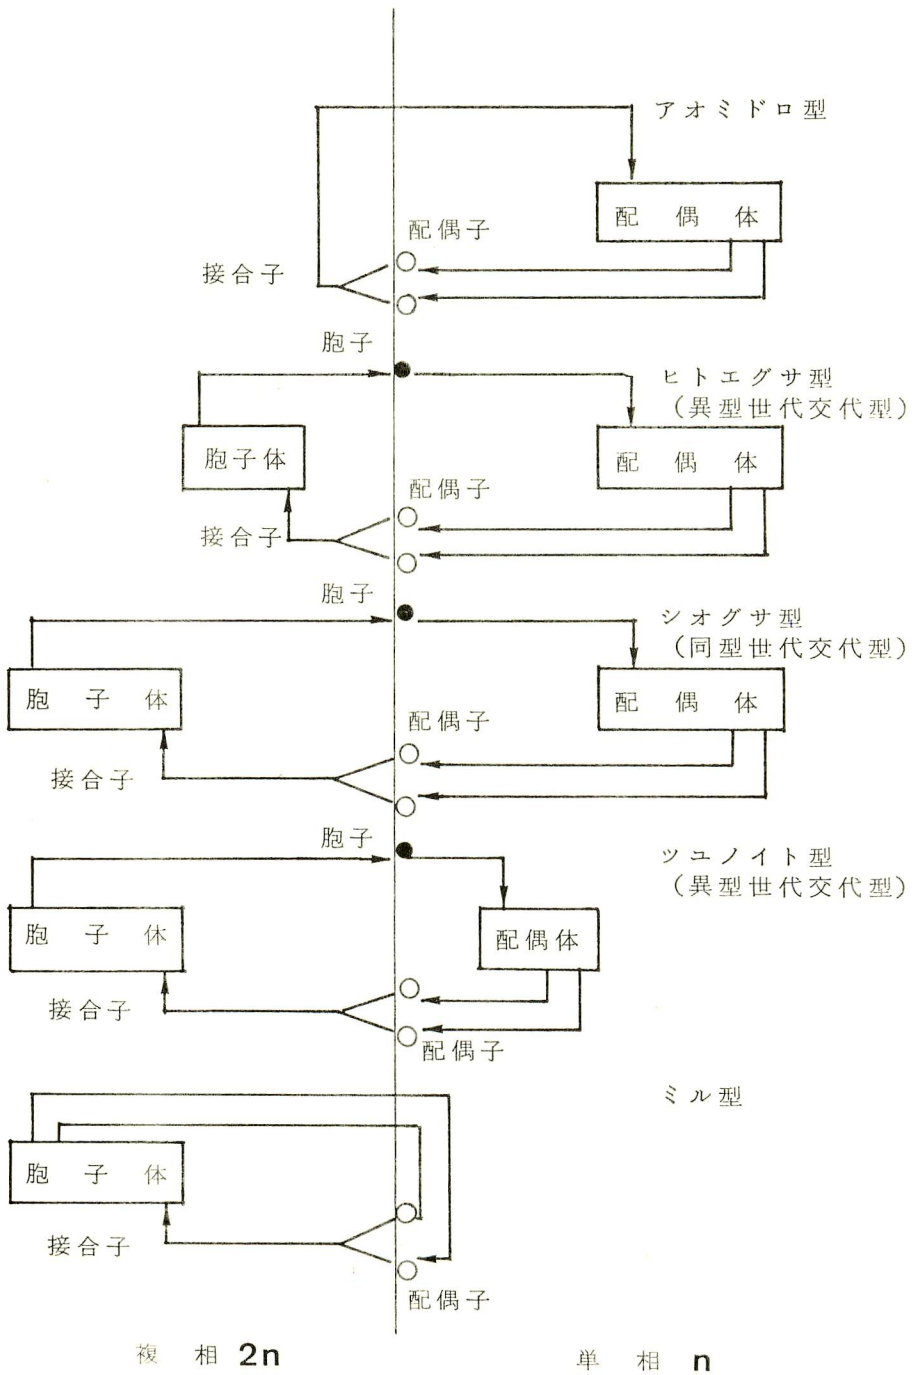 アオミドロ型
配偶体
配偶子
接合子
胞子
ヒトエグサ型
(異型世代交代型)
胞子体
配偶体
配偶子
接合子
胞子
シオグサ型
(同型世代交代型)
胞子体
配偶体
配偶子
接合子
胞子
ツユノイト型
(異型世代交代型)
胞子体
配偶体
接合子
配偶子
ミル型
胞子体
接合子
配偶子
複相 2n
単相 n